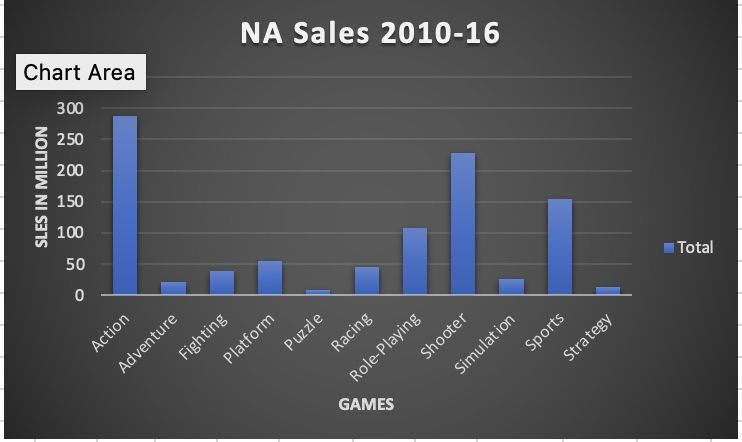 NA Sales 2010-16
Chart Area
300
250
200
150
100
50
0
SLES IN MILLION
Total
Action
Adventure
Fighting
Platform
Puzzle
Racing
Role-Playing
Shooter
Simulation
Sports
Strategy
GAMES